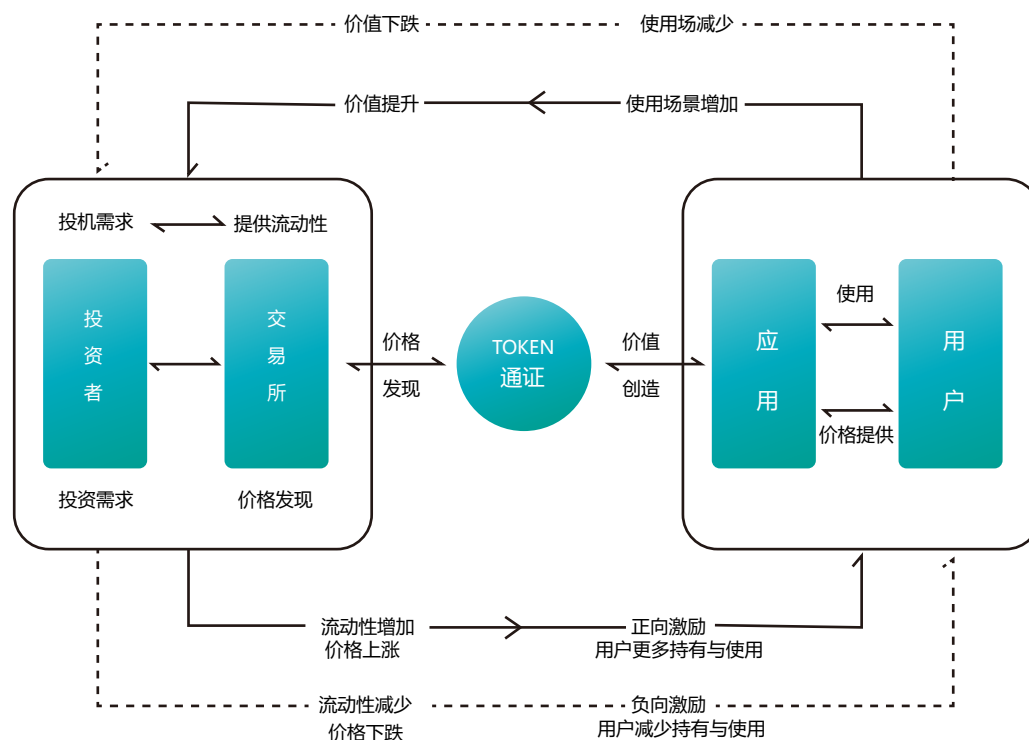 价值下跌
使用场减少
价值提升
使用场景增加
投机需求
提供流动性
投资者
交易所
价格
发现
TOKEN
通证
价值
创造
应用
使用
价格提供
用户
投资需求
价格发现
流动性增加
价格上涨
正向激励
用户更多持有与使用
流动性减少
价格下跌
负向激励
用户减少持有与使用